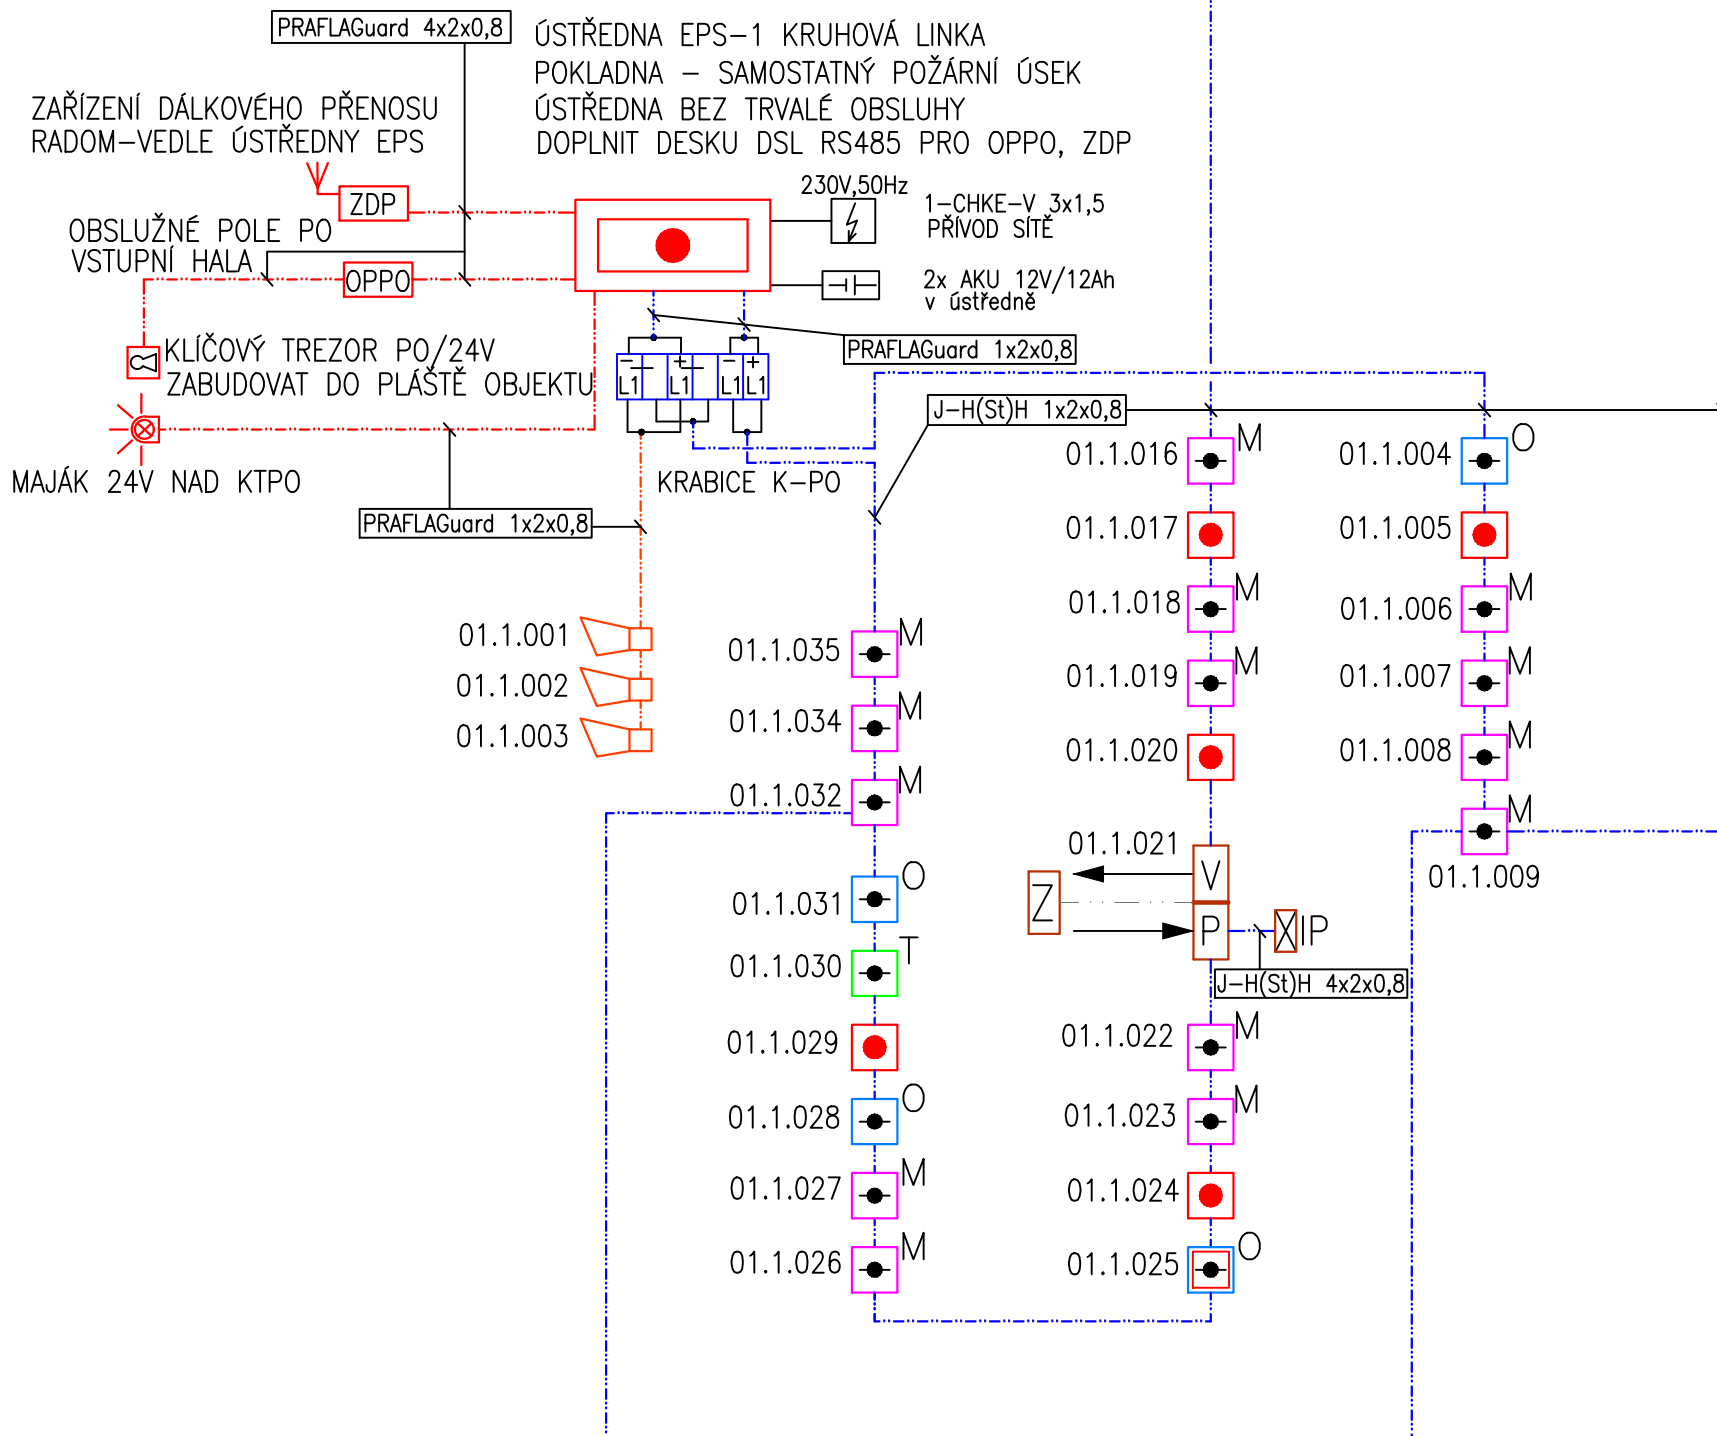 PRAFLAGuard 4x2x0,8
ÚSTŘEDNA EPS-1 KRUHOVÁ LINKA
POKLADNA - SAMOSTATNÝ POŽÁRNÍ ÚSEK
ÚSTŘEDNA BEZ TRVALÉ OBSLUHY
DOPLNIT DESKU DSL RS485 PRO OPPO, ZDP
ZAŘÍZENÍ DÁLKOVÉHO PŘENOSU
RADOM-VEDLE ÚSTŘEDNY EPS
ZDP
230V,50Hz
1-CHKE-V 3x1,5
PŘÍVOD SÍTĚ
OBSLUŽNÉ POLE PO
VSTUPNÍ HALA
OPPO
2x AKU 12V/12Ah
v ústředně
PRAFLAGuard 1x2x0,8
KLÍČOVÝ TREZOR PO/24V
ZABUDOVAT DO PLÁŠTĚ OBJEKTU
- + - +
L1 L1 L1 L1
J-H(St)H 1x2x0,8
MAJÁK 24V NAD KTPO
KRABICE K-PO
PRAFLAGuard 1x2x0,8
01.1.001
01.1.002
01.1.003
01.1.035 M
01.1.034 M
01.1.032 M
01.1.031 O
01.1.030 T
01.1.029
01.1.028 O
01.1.027 M
01.1.026 M
01.1.016 M
01.1.017
01.1.018 M
01.1.019 M
01.1.020
01.1.021
V
Z
P
IP
J-H(St)H 4x2x0,8
01.1.022 M
01.1.023 M
01.1.024
01.1.025 O
01.1.004 O
01.1.005
01.1.006 M
01.1.007 M
01.1.008 M
M
01.1.009